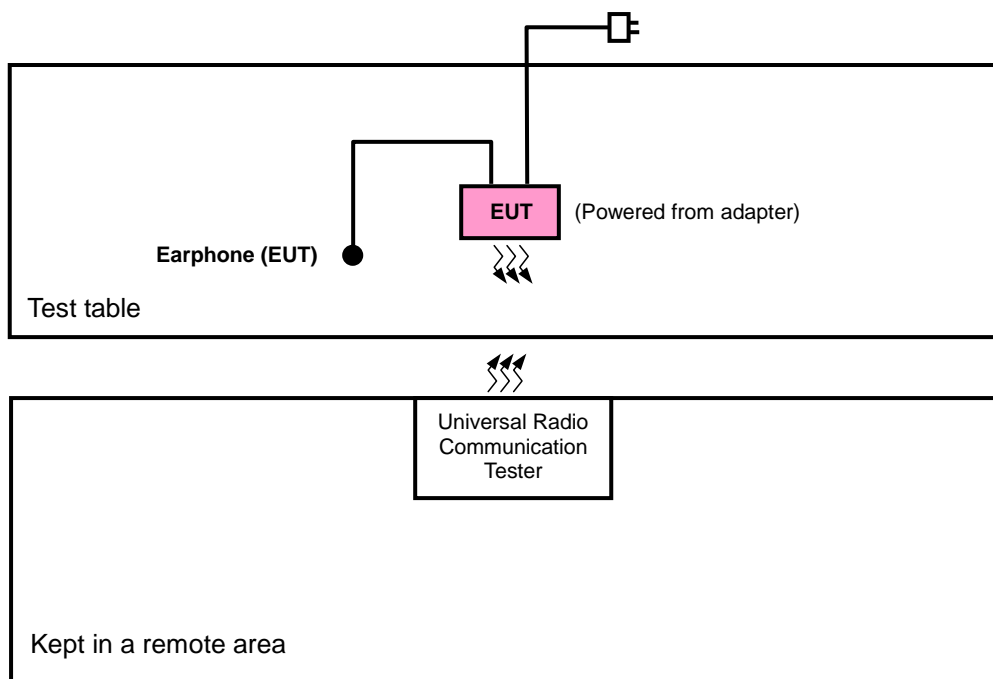 EUT
(Powered from adapter)
Earphone (EUT)
Test table
Universal Radio
Communication
Tester
Kept in a remote area